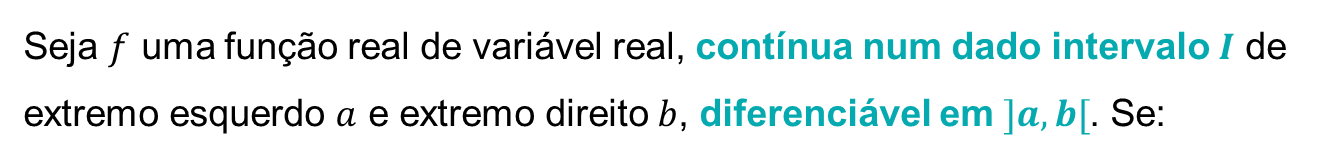 Seja f uma função real de variável real, contínua num dado intervalo I de
extremo esquerdo a e extremo direito b, diferenciável em ]a, b[. Se: